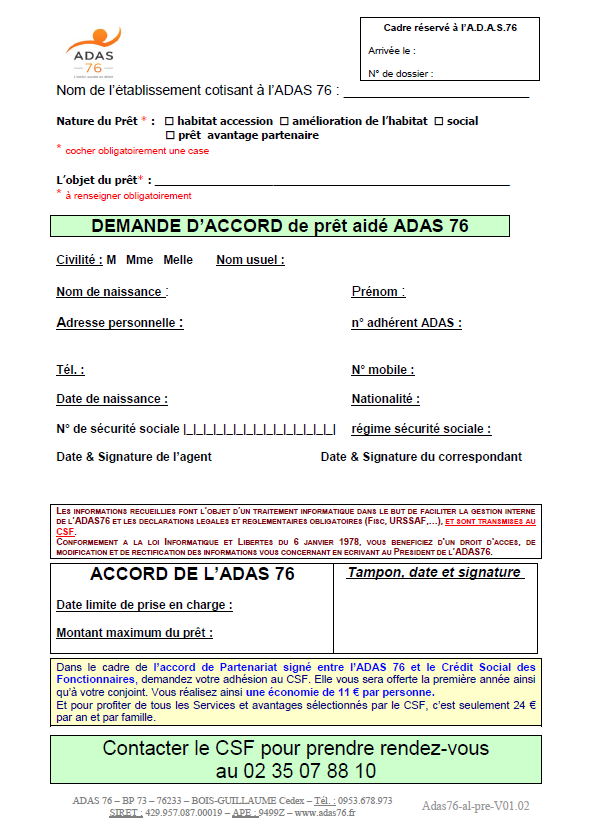 Cadre réservé à l'A.D.A.S.76
Arrivée le :
N° de dossier :
ADAS
76
Nom de l'établissement cotisant à l'ADAS 76 : ________________________
Nature du Prêt * : ☐ habitat accession ☐ amélioration de l'habitat ☐ social
☐ prêt avantage partenaire
* cocher obligatoirement une case
L'objet du prêt* : ________________________________________________
* à renseigner obligatoirement
DEMANDE D'ACCORD de prêt aidé ADAS 76
Civilité : M Mme Melle Nom usuel :
Nom de naissance : Prénom :
Adresse personnelle : n° adhérent ADAS :
Tél. : N° mobile :
Date de naissance : Nationalité :
N° de sécurité sociale |_|_|_|_|_|_|_|_|_|_|_|_|_|_|_| régime sécurité sociale :
Date & Signature de l'agent Date & Signature du correspondant
LES INFORMATIONS RECUEILLIES FONT L'OBJET D'UN TRAITEMENT INFORMATIQUE DANS LE BUT DE FACILITER LA GESTION INTERNE
DE L'ADAS76 ET LES DECLARATIONS LEGALES ET REGLEMENTAIRES OBLIGATOIRES (FISC, URSSAF,…), ET SONT TRANSMISES AU
CSF.
CONFORMEMENT A LA LOI INFORMATIQUE ET LIBERTES DU 6 JANVIER 1978, VOUS BENEFICIEZ D'UN DROIT D'ACCES, DE
MODIFICATION ET DE RECTIFICATION DES INFORMATIONS VOUS CONCERNANT EN ECRIVANT AU PRESIDENT DE L'ADAS76.
ACCORD DE L'ADAS 76
Date limite de prise en charge :
Montant maximum du prêt :
Tampon, date et signature
Dans le cadre de l'accord de Partenariat signé entre l'ADAS 76 et le Crédit Social des
Fonctionnaires, demandez votre adhésion au CSF. Elle vous sera offerte la première année ainsi
qu'à votre conjoint. Vous réalisez ainsi une économie de 11 € par personne.
Et pour profiter de tous les Services et avantages sélectionnés par le CSF, c'est seulement 24 €
par an et par famille.
Contacter le CSF pour prendre rendez-vous
au 02 35 07 88 10
ADAS 76 – BP 73 – 76233 – BOIS-GUILLAUME Cedex – Tél. : 0953.678.973
SIRET : 429.957.087.00019 – APE : 9499Z – www.adas76.fr
Adas76-al-pre-V01.02